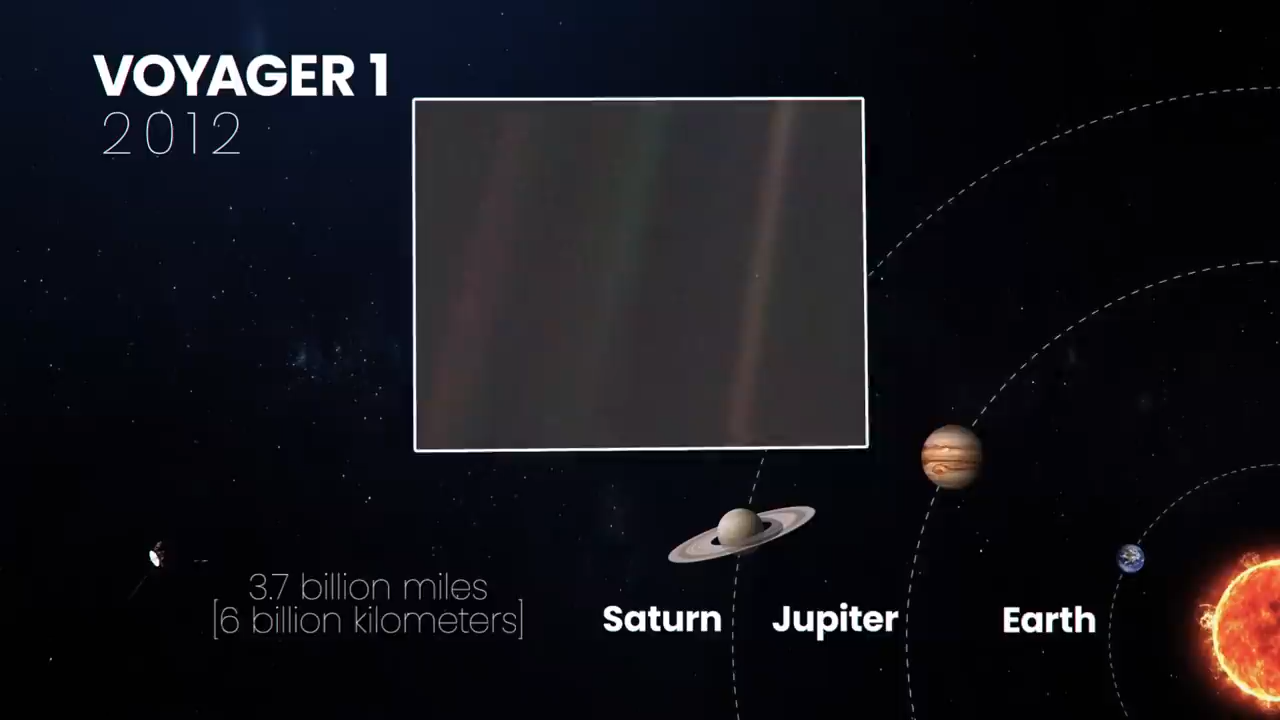 VOYAGER 1
2012
3.7 billion miles
[6 billion kilometers]
Saturn
Jupiter
Earth